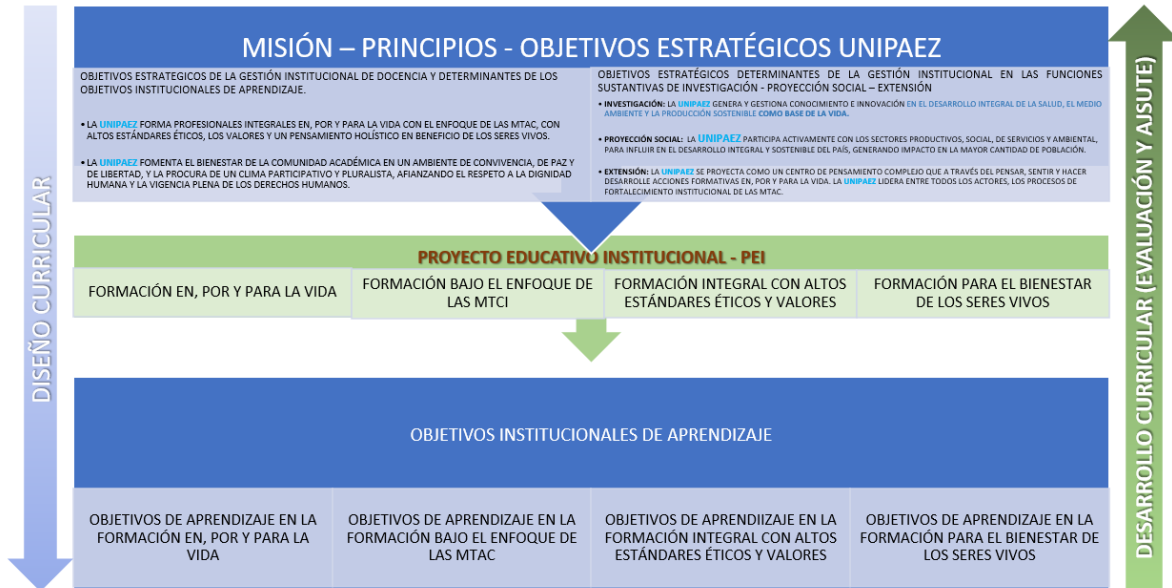 DISEÑO CURRICULAR
MISIÓN – PRINCIPIOS - OBJETIVOS ESTRATÉGICOS UNIPAEZ
OBJETIVOS ESTRATEGICOS DE LA GESTIÓN INSTITUCIONAL DE DOCENCIA Y DETERMINANTES DE LOS
OBJETIVOS INSTITUCIONALES DE APRENDIZAJE.
• LA UNIPAEZ FORMA PROFESIONALES INTEGRALES EN, POR Y PARA LA VIDA CON EL ENFOQUE DE LAS MTAC, CON
ALTOS ESTÁNDARES ÉTICOS, LOS VALORES Y UN PENSAMIENTO HOLÍSTICO EN BENEFICIO DE LOS SERES VIVOS.
• LA UNIPAEZ FOMENTA EL BIENESTAR DE LA COMUNIDAD ACADÉMICA EN UN AMBIENTE DE CONVIVENCIA, DE PAZ Y
DE LIBERTAD, Y LA PROCURA DE UN CLIMA PARTICIPATIVO Y PLURALISTA, AFIANZANDO EL RESPETO A LA DIGNIDAD
HUMANA Y LA VIGENCIA PLENA DE LOS DERECHOS HUMANOS.
OBJETIVOS ESTRATÉGICOS DETERMINANTES DE LA GESTIÓN INSTITUCIONAL EN LAS FUNCIONES
SUSTANTIVAS DE INVESTIGACIÓN - PROYECCIÓN SOCIAL – EXTENSIÓN
• INVESTIGACIÓN: LA UNIPAEZ GENERA Y GESTIONA CONOCIMIENTO E INNOVACIÓN EN EL DESARROLLO INTEGRAL DE LA SALUD, EL MEDIO
AMBIENTE Y LA PRODUCCIÓN SOSTENIBLE COMO BASE DE LA VIDA.
• PROYECCIÓN SOCIAL: LA UNIPAEZ PARTICIPA ACTIVAMENTE CON LOS SECTORES PRODUCTIVOS, SOCIAL, DE SERVICIOS Y AMBIENTAL,
PARA INFLUIR EN EL DESARROLLO INTEGRAL Y SOSTENIBLE DEL PAÍS, GENERANDO IMPACTO EN LA MAYOR CANTIDAD DE POBLACIÓN.
• EXTENSIÓN: LA UNIPAEZ SE PROYECTA COMO UN CENTRO DE PENSAMIENTO COMPLEJO QUE A TRAVÉS DEL PENSAR, SENTIR Y HACER
DESARROLLE ACCIONES FORMATIVAS EN, POR Y PARA LA VIDA. LA UNIPAEZ LIDERA ENTRE TODOS LOS ACTORES, LOS PROCESOS DE
FORTALECIMIENTO INSTITUCIONAL DE LAS MTAC.
PROYECTO EDUCATIVO INSTITUCIONAL - PEI
FORMACIÓN EN, POR Y PARA LA VIDA
FORMACIÓN BAJO EL ENFOQUE DE
LAS MTCI
FORMACIÓN INTEGRAL CON ALTOS
ESTÁNDARES ÉTICOS Y VALORES
FORMACIÓN PARA EL BIENESTAR
DE LOS SERES VIVOS
OBJETIVOS INSTITUCIONALES DE APRENDIZAJE
OBJETIVOS DE APRENDIZAJE EN LA
FORMACIÓN EN, POR Y PARA LA
VIDA
OBJETIVOS DE APRENDIZAJE EN LA
FORMACIÓN BAJO EL ENFOQUE DE
LAS MTAC
OBJETIVOS DE APRENDIIZAJE EN LA
FORMACIÓN INTEGRAL CON ALTOS
ESTÁNDARES ÉTICOS Y VALORES
OBJETIVOS DE APRENDIZAJE EN LA
FORMACIÓN PARA EL BIENESTAR DE
LOS SERES VIVOS
DESARROLLO CURRICULAR (EVALUACIÓN Y AJSUTE)